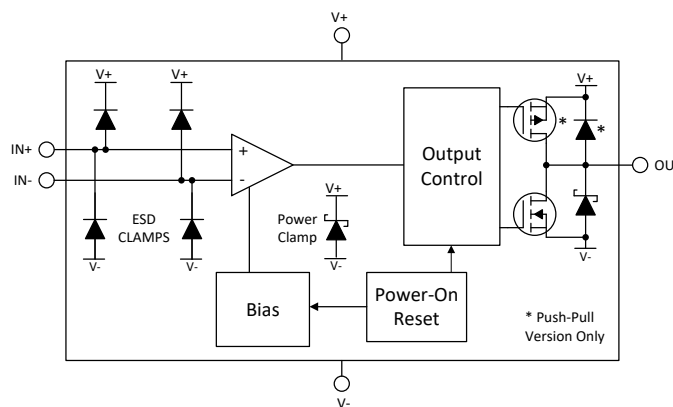 V+
V+
V+
V+
IN+
IN-
+
-
Output
Control
*
*
OU
ESD
CLAMPS
Power
Clamp
V+
V-
V-
V-
V-
Bias
Power-On
Reset
* Push-Pull
Version Only
V-